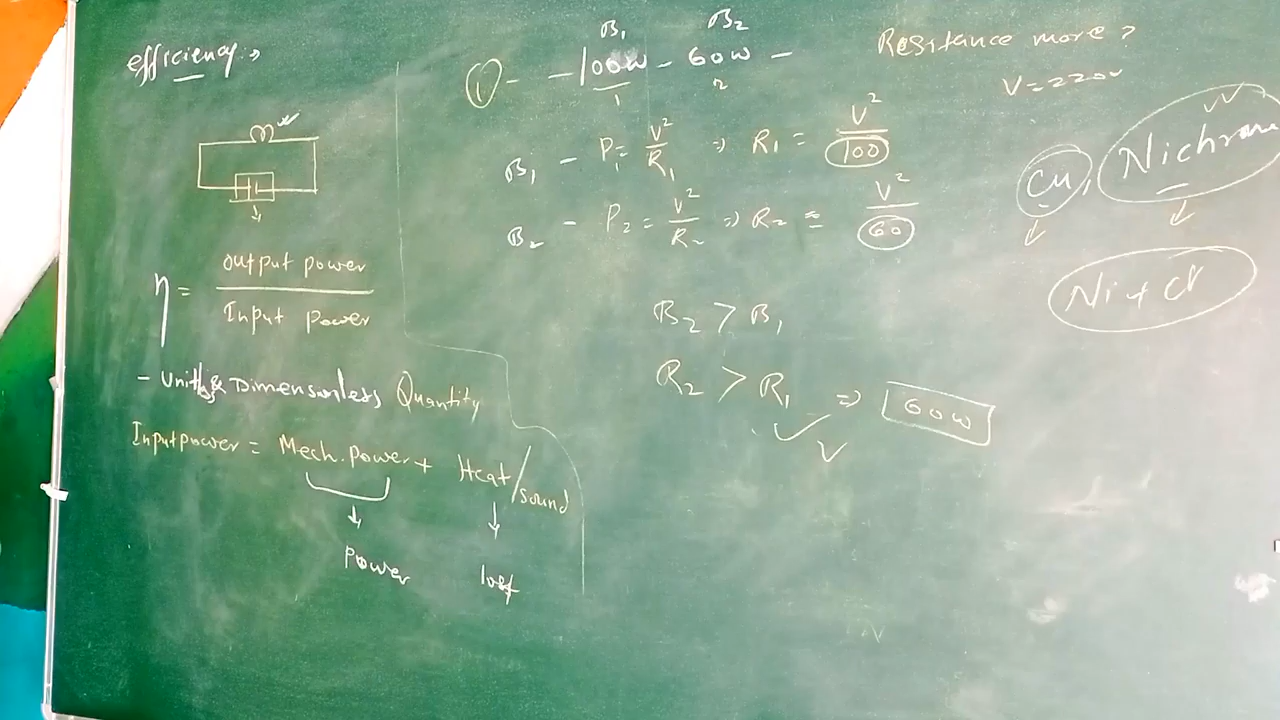 efficiency :-
η = output power / Input power
- Unitless & Dimensionless Quantity
Input power = Mech. power + Heat/sound
↓ ↓
power loss
B₁ B₂
① - - 100w - 60w - Resistance more?
1 2 V = 220v
B₁ - P₁ = V²/R₁ ⇒ R₁ = V²/100
B₂ - P₂ = V²/R₂ ⇒ R₂ = V²/60
B₂ > B₁
R₂ > R₁ ⇒ 60w
Cu, Nichrome
Ni + Cr